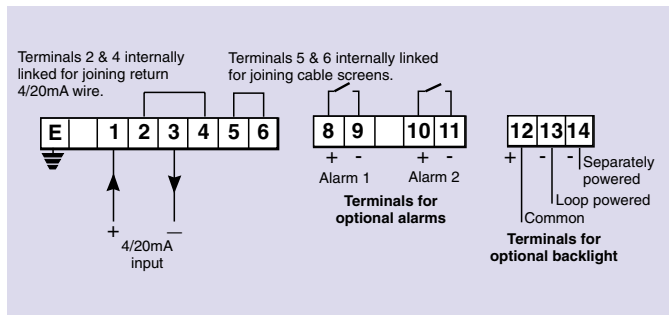 Terminals 2 & 4 internally
linked for joining return
4/20mA wire.
Terminals 5 & 6 internally linked
for joining cable screens.
E 1 2 3 4 5 6
8 9 10 11
12 13 14
+ - + -
Alarm 1 Alarm 2
Terminals for
optional alarms
+ - -
Separately
powered
Loop powered
Common
Terminals for
optional backlight
+ —
4/20mA
input